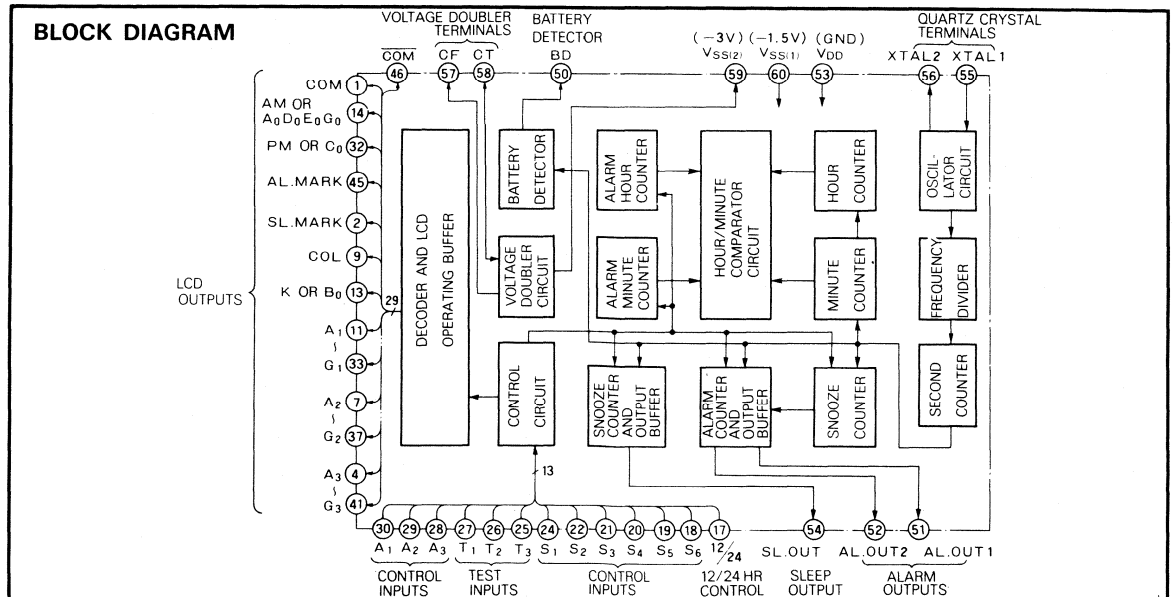 BLOCK DIAGRAM
VOLTAGE DOUBLER
TERMINALS
BATTERY
DETECTOR
QUARTZ CRYSTAL
TERMINALS
(−3V) (−1.5V) (GND)
COM CF CT BD VSS(2) VSS(1) VDD XTAL2 XTAL1
46 57 58 50 59 60 53 56 55
COM 1
AM OR
A0D0E0G0 14
PM OR C0 32
AL.MARK 45
SL.MARK 2
COL 9
K OR B0 13
A1 11
~
G1 33
A2 7
~
G2 37
A3 4
~
G3 41
LCD
OUTPUTS
29
DECODER AND LCD
OPERATING BUFFER
BATTERY
DETECTOR
VOLTAGE
DOUBLER
CIRCUIT
CONTROL
CIRCUIT
ALARM
HOUR
COUNTER
ALARM
MINUTE
COUNTER
HOUR/MINUTE
COMPARATOR
CIRCUIT
HOUR
COUNTER
MINUTE
COUNTER
OSCIL-
LATOR
CIRCUIT
FREQUENCY
DIVIDER
SECOND
COUNTER
SNOOZE
COUNTER
AND
OUTPUT
BUFFER
ALARM
COUNTER
AND OUTPUT
BUFFER
SNOOZE
COUNTER
13
30 29 28 27 26 25 24 22 21 20 19 18 17 54 52 51
A1 A2 A3 T1 T2 T3 S1 S2 S3 S4 S5 S6 12/24 SL.OUT AL.OUT2 AL.OUT1
CONTROL
INPUTS
TEST
INPUTS
CONTROL
INPUTS
12/24 HR
CONTROL
SLEEP
OUTPUT
ALARM
OUTPUTS